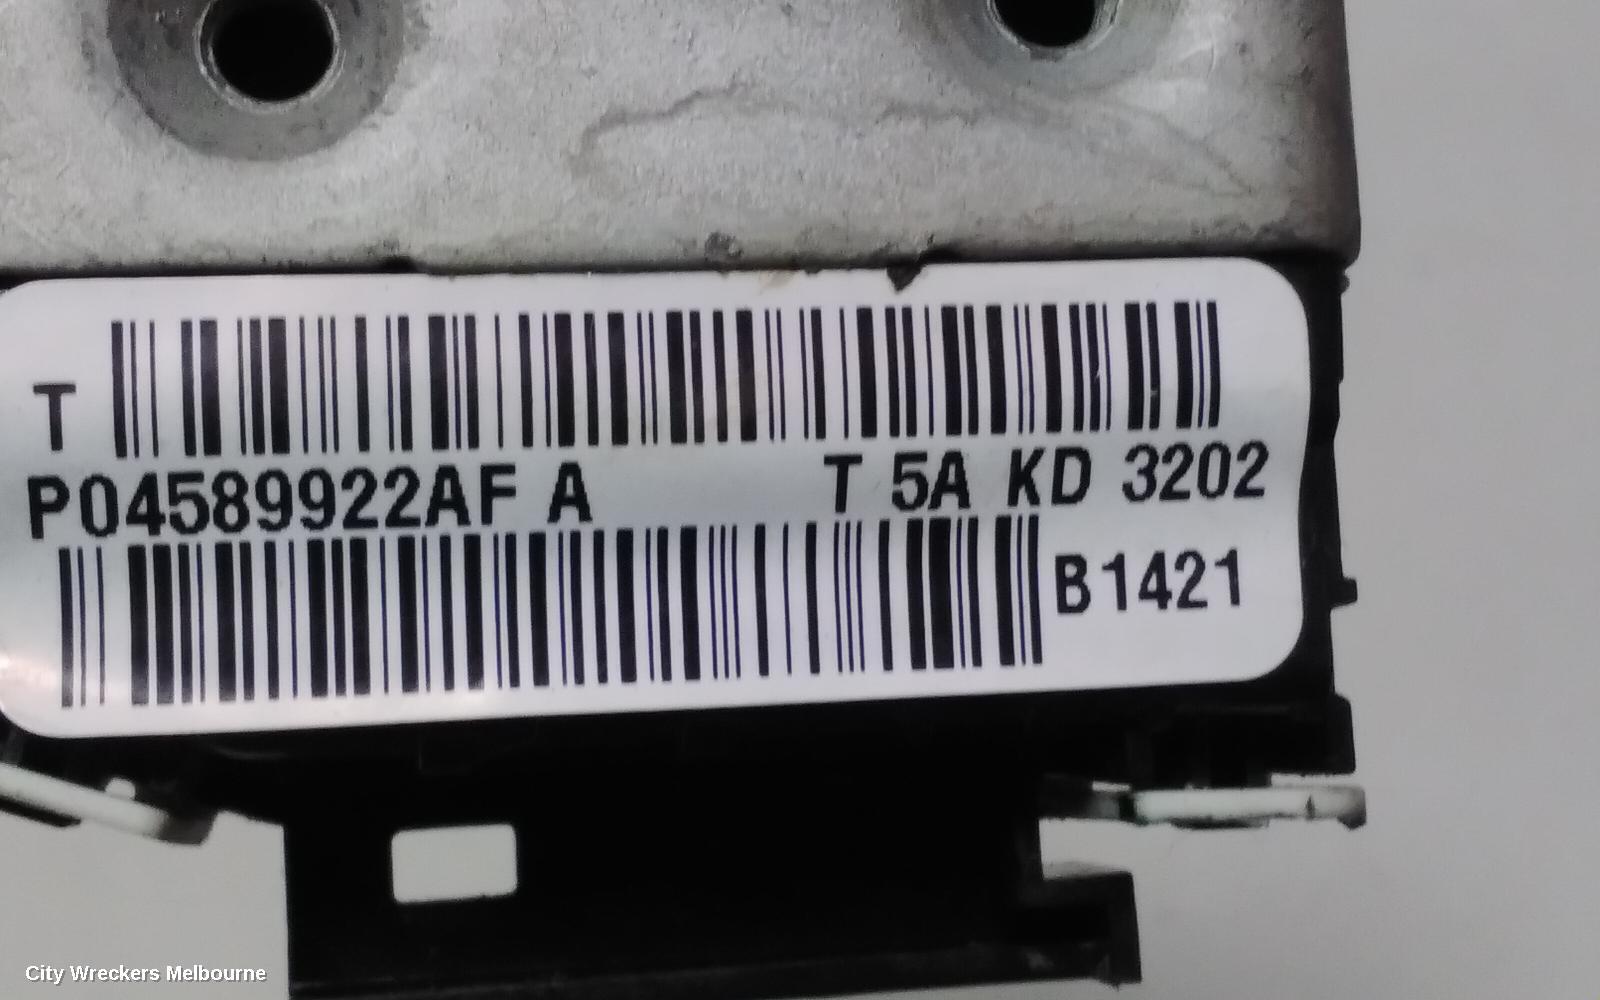 T
P04589922AF A T 5A KD 3202
B1421
City Wreckers Melbourne